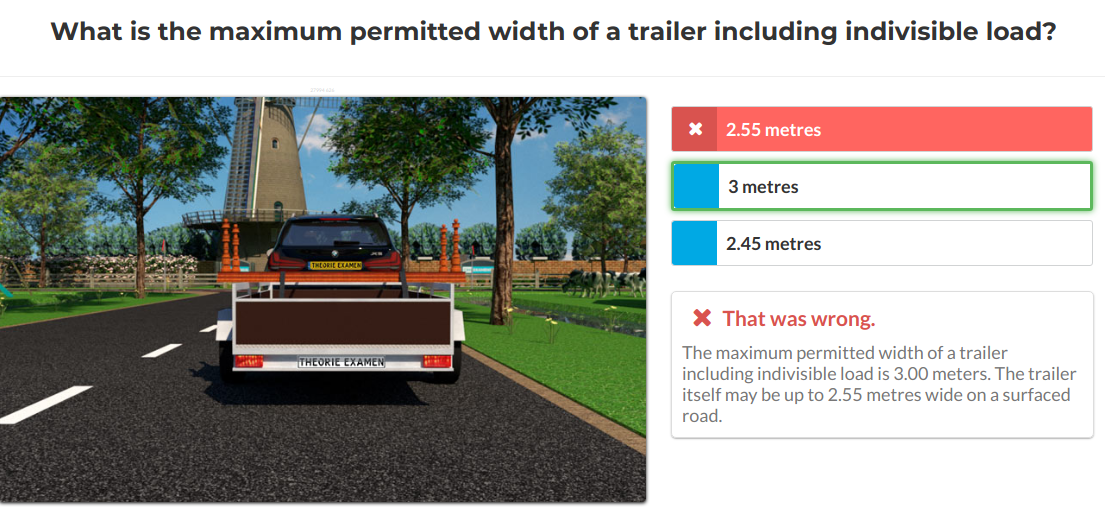 What is the maximum permitted width of a trailer including indivisible load?
2.55 metres
3 metres
2.45 metres
THEORIE EXAMEN
THEORIE EXAMEN
That was wrong.
The maximum permitted width of a trailer
including indivisible load is 3.00 meters. The trailer
itself may be up to 2.55 metres wide on a surfaced
road.